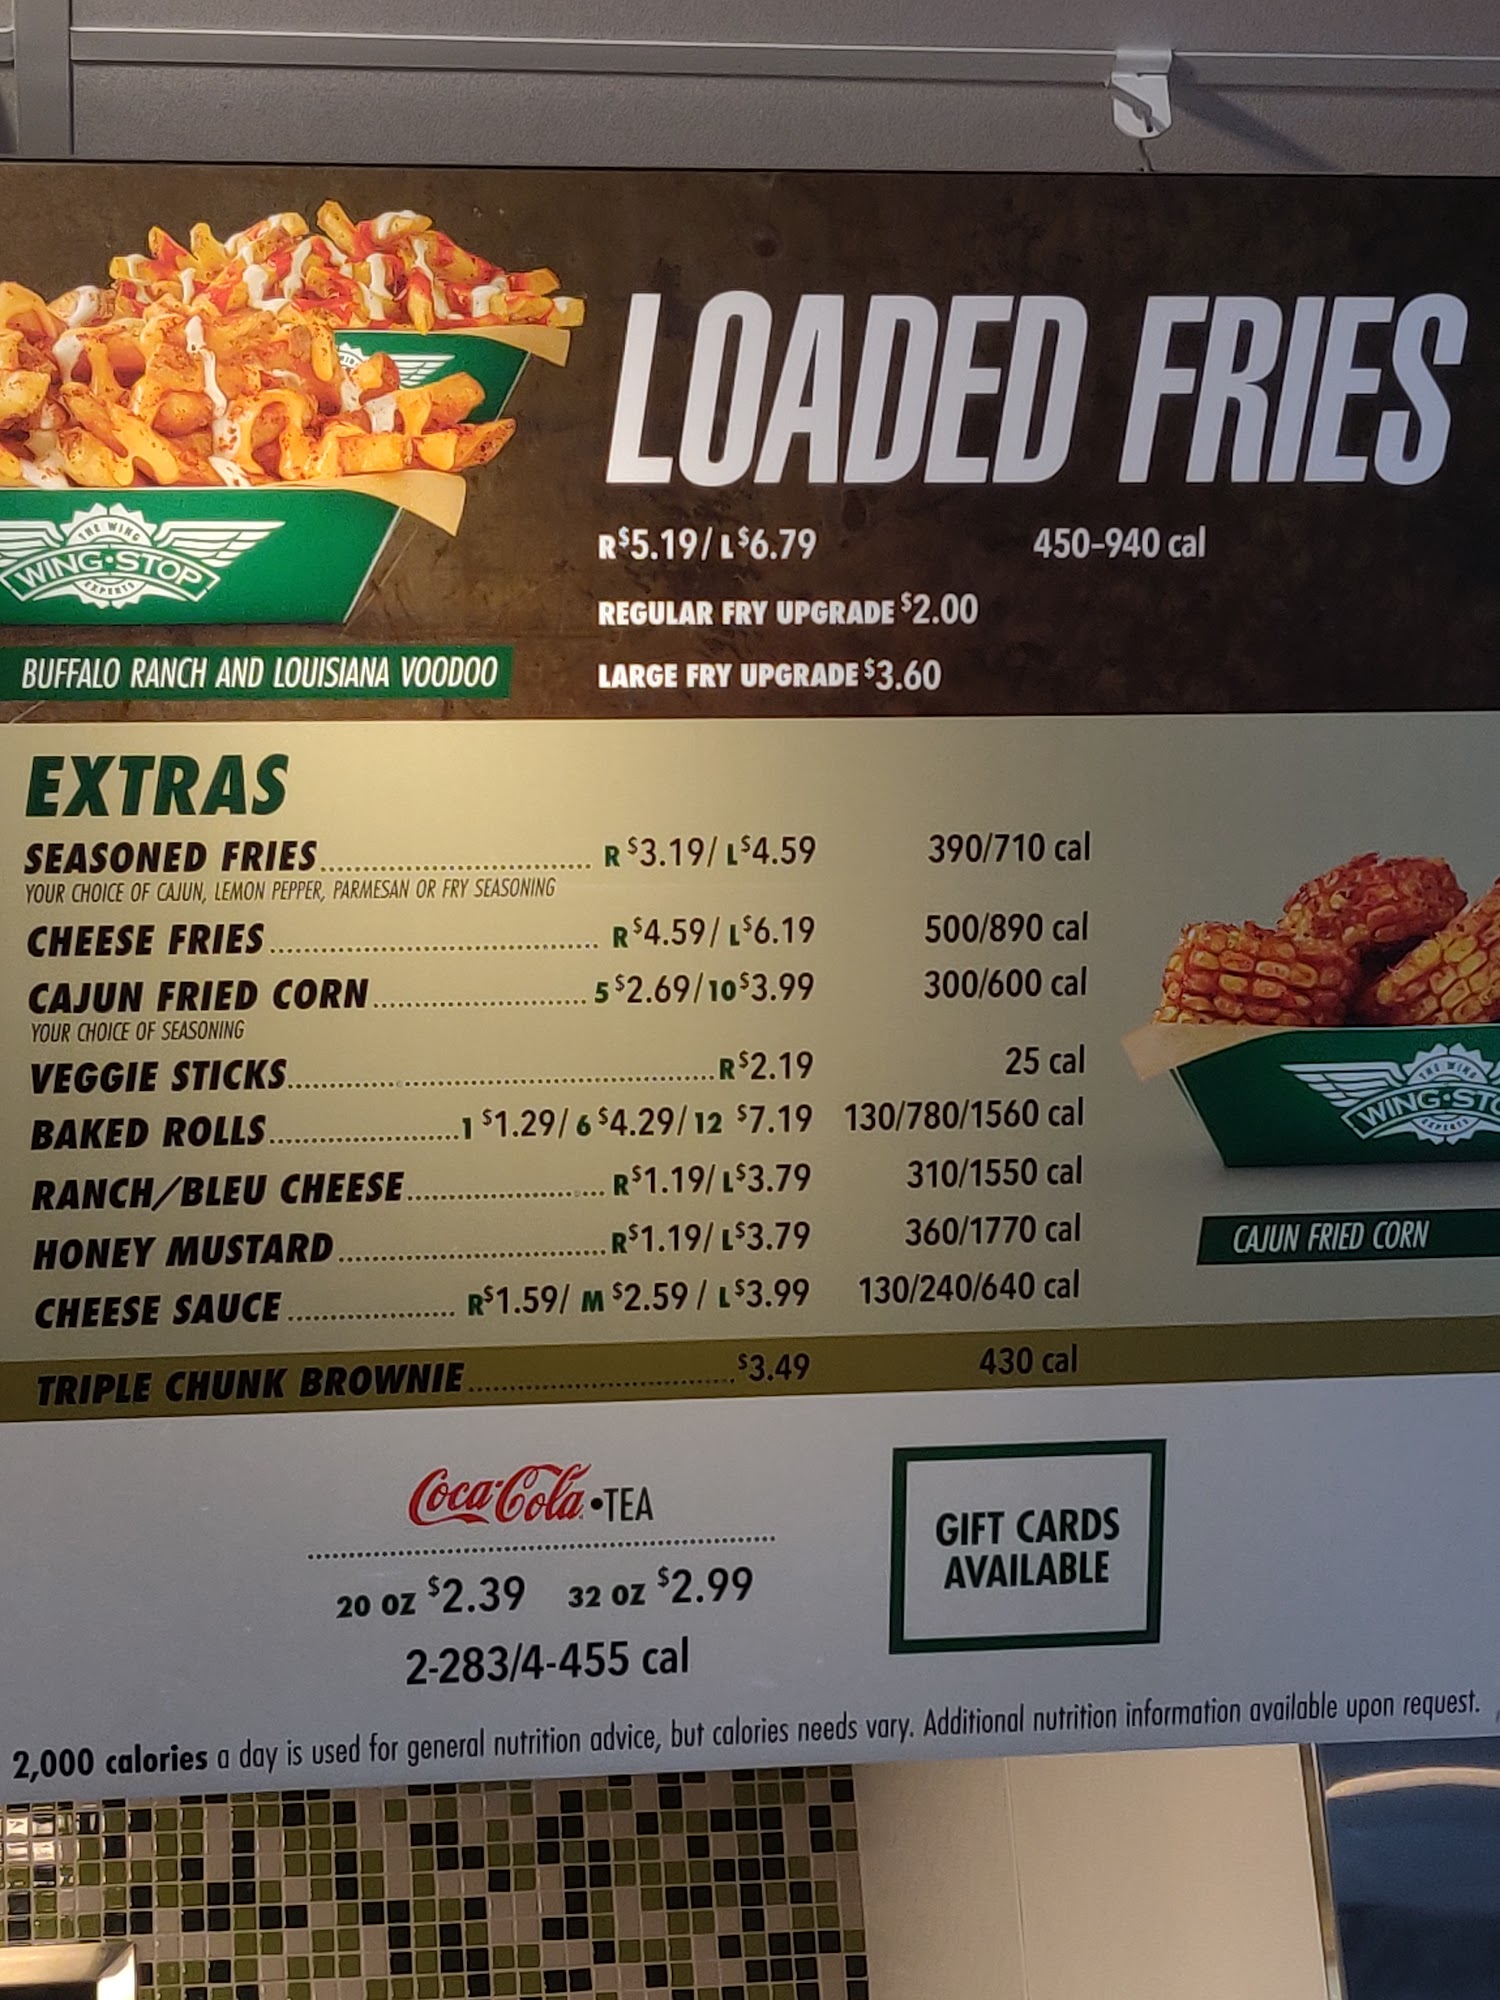 THE WING
WING·STOP
EXPERTS
LOADED FRIES
R $5.19 / L $6.79 450-940 cal
REGULAR FRY UPGRADE $2.00
LARGE FRY UPGRADE $3.60
BUFFALO RANCH AND LOUISIANA VOODOO
EXTRAS
SEASONED FRIES R $3.19 / L $4.59 390/710 cal
YOUR CHOICE OF CAJUN, LEMON PEPPER, PARMESAN OR FRY SEASONING
CHEESE FRIES R $4.59 / L $6.19 500/890 cal
CAJUN FRIED CORN 5 $2.69 / 10 $3.99 300/600 cal
YOUR CHOICE OF SEASONING
VEGGIE STICKS R $2.19 25 cal
BAKED ROLLS 1 $1.29 / 6 $4.29 / 12 $7.19 130/780/1560 cal
RANCH/BLEU CHEESE R $1.19 / L $3.79 310/1550 cal
HONEY MUSTARD R $1.19 / L $3.79 360/1770 cal
CHEESE SAUCE R $1.59 / M $2.59 / L $3.99 130/240/640 cal
TRIPLE CHUNK BROWNIE $3.49 430 cal
THE WING
WING·STO
EXPERTS
CAJUN FRIED CORN
Coca-Cola • TEA
20 OZ $2.39 32 OZ $2.99
2-283/4-455 cal
GIFT CARDS
AVAILABLE
2,000 calories a day is used for general nutrition advice, but calories needs vary. Additional nutrition information available upon request.